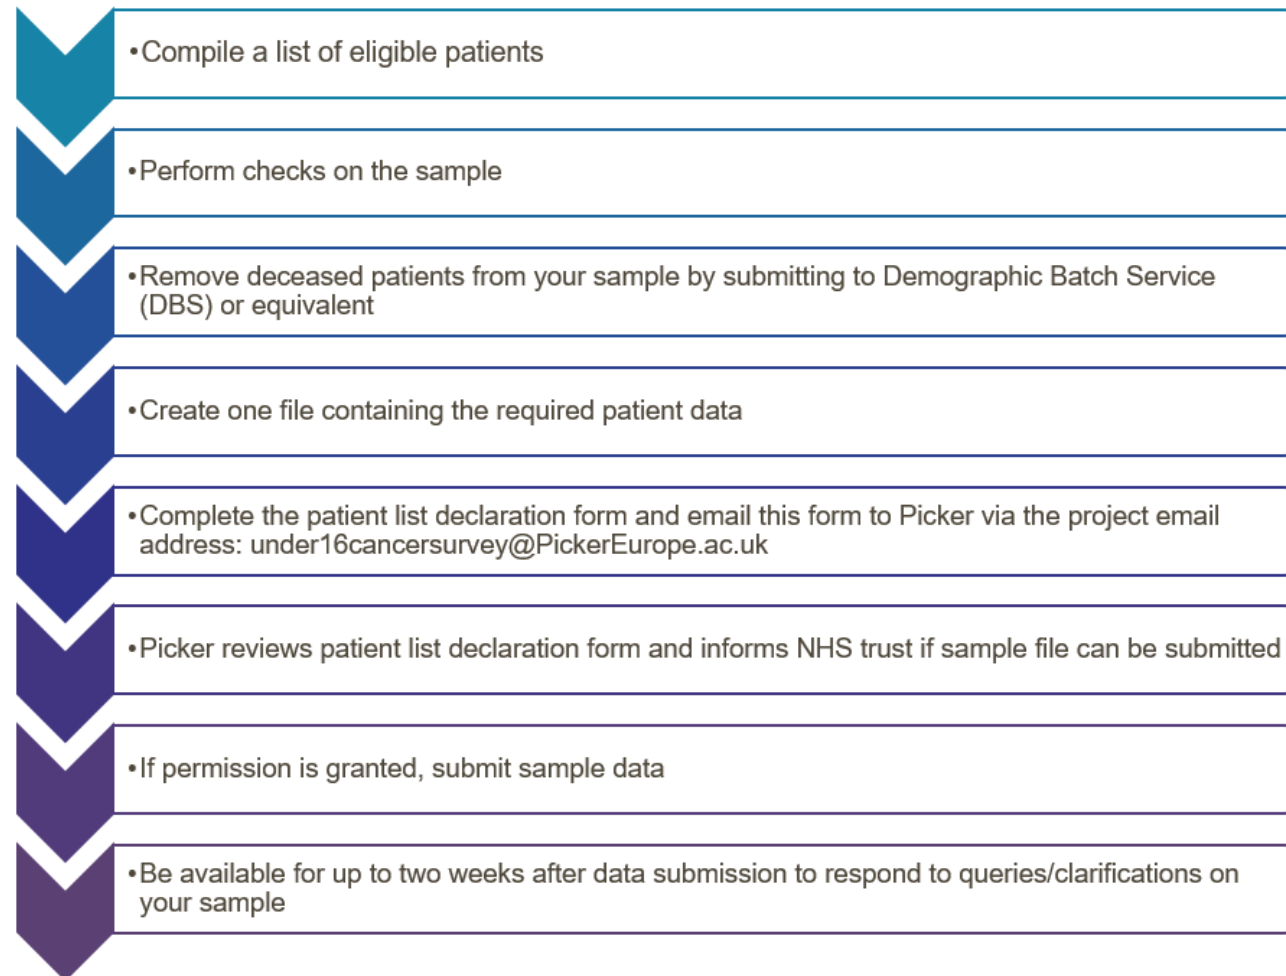 •Compile a list of eligible patients
•Perform checks on the sample
•Remove deceased patients from your sample by submitting to Demographic Batch Service
(DBS) or equivalent
•Create one file containing the required patient data
•Complete the patient list declaration form and email this form to Picker via the project email
address: under16cancersurvey@PickerEurope.ac.uk
•Picker reviews patient list declaration form and informs NHS trust if sample file can be submitted
•If permission is granted, submit sample data
•Be available for up to two weeks after data submission to respond to queries/clarifications on
your sample